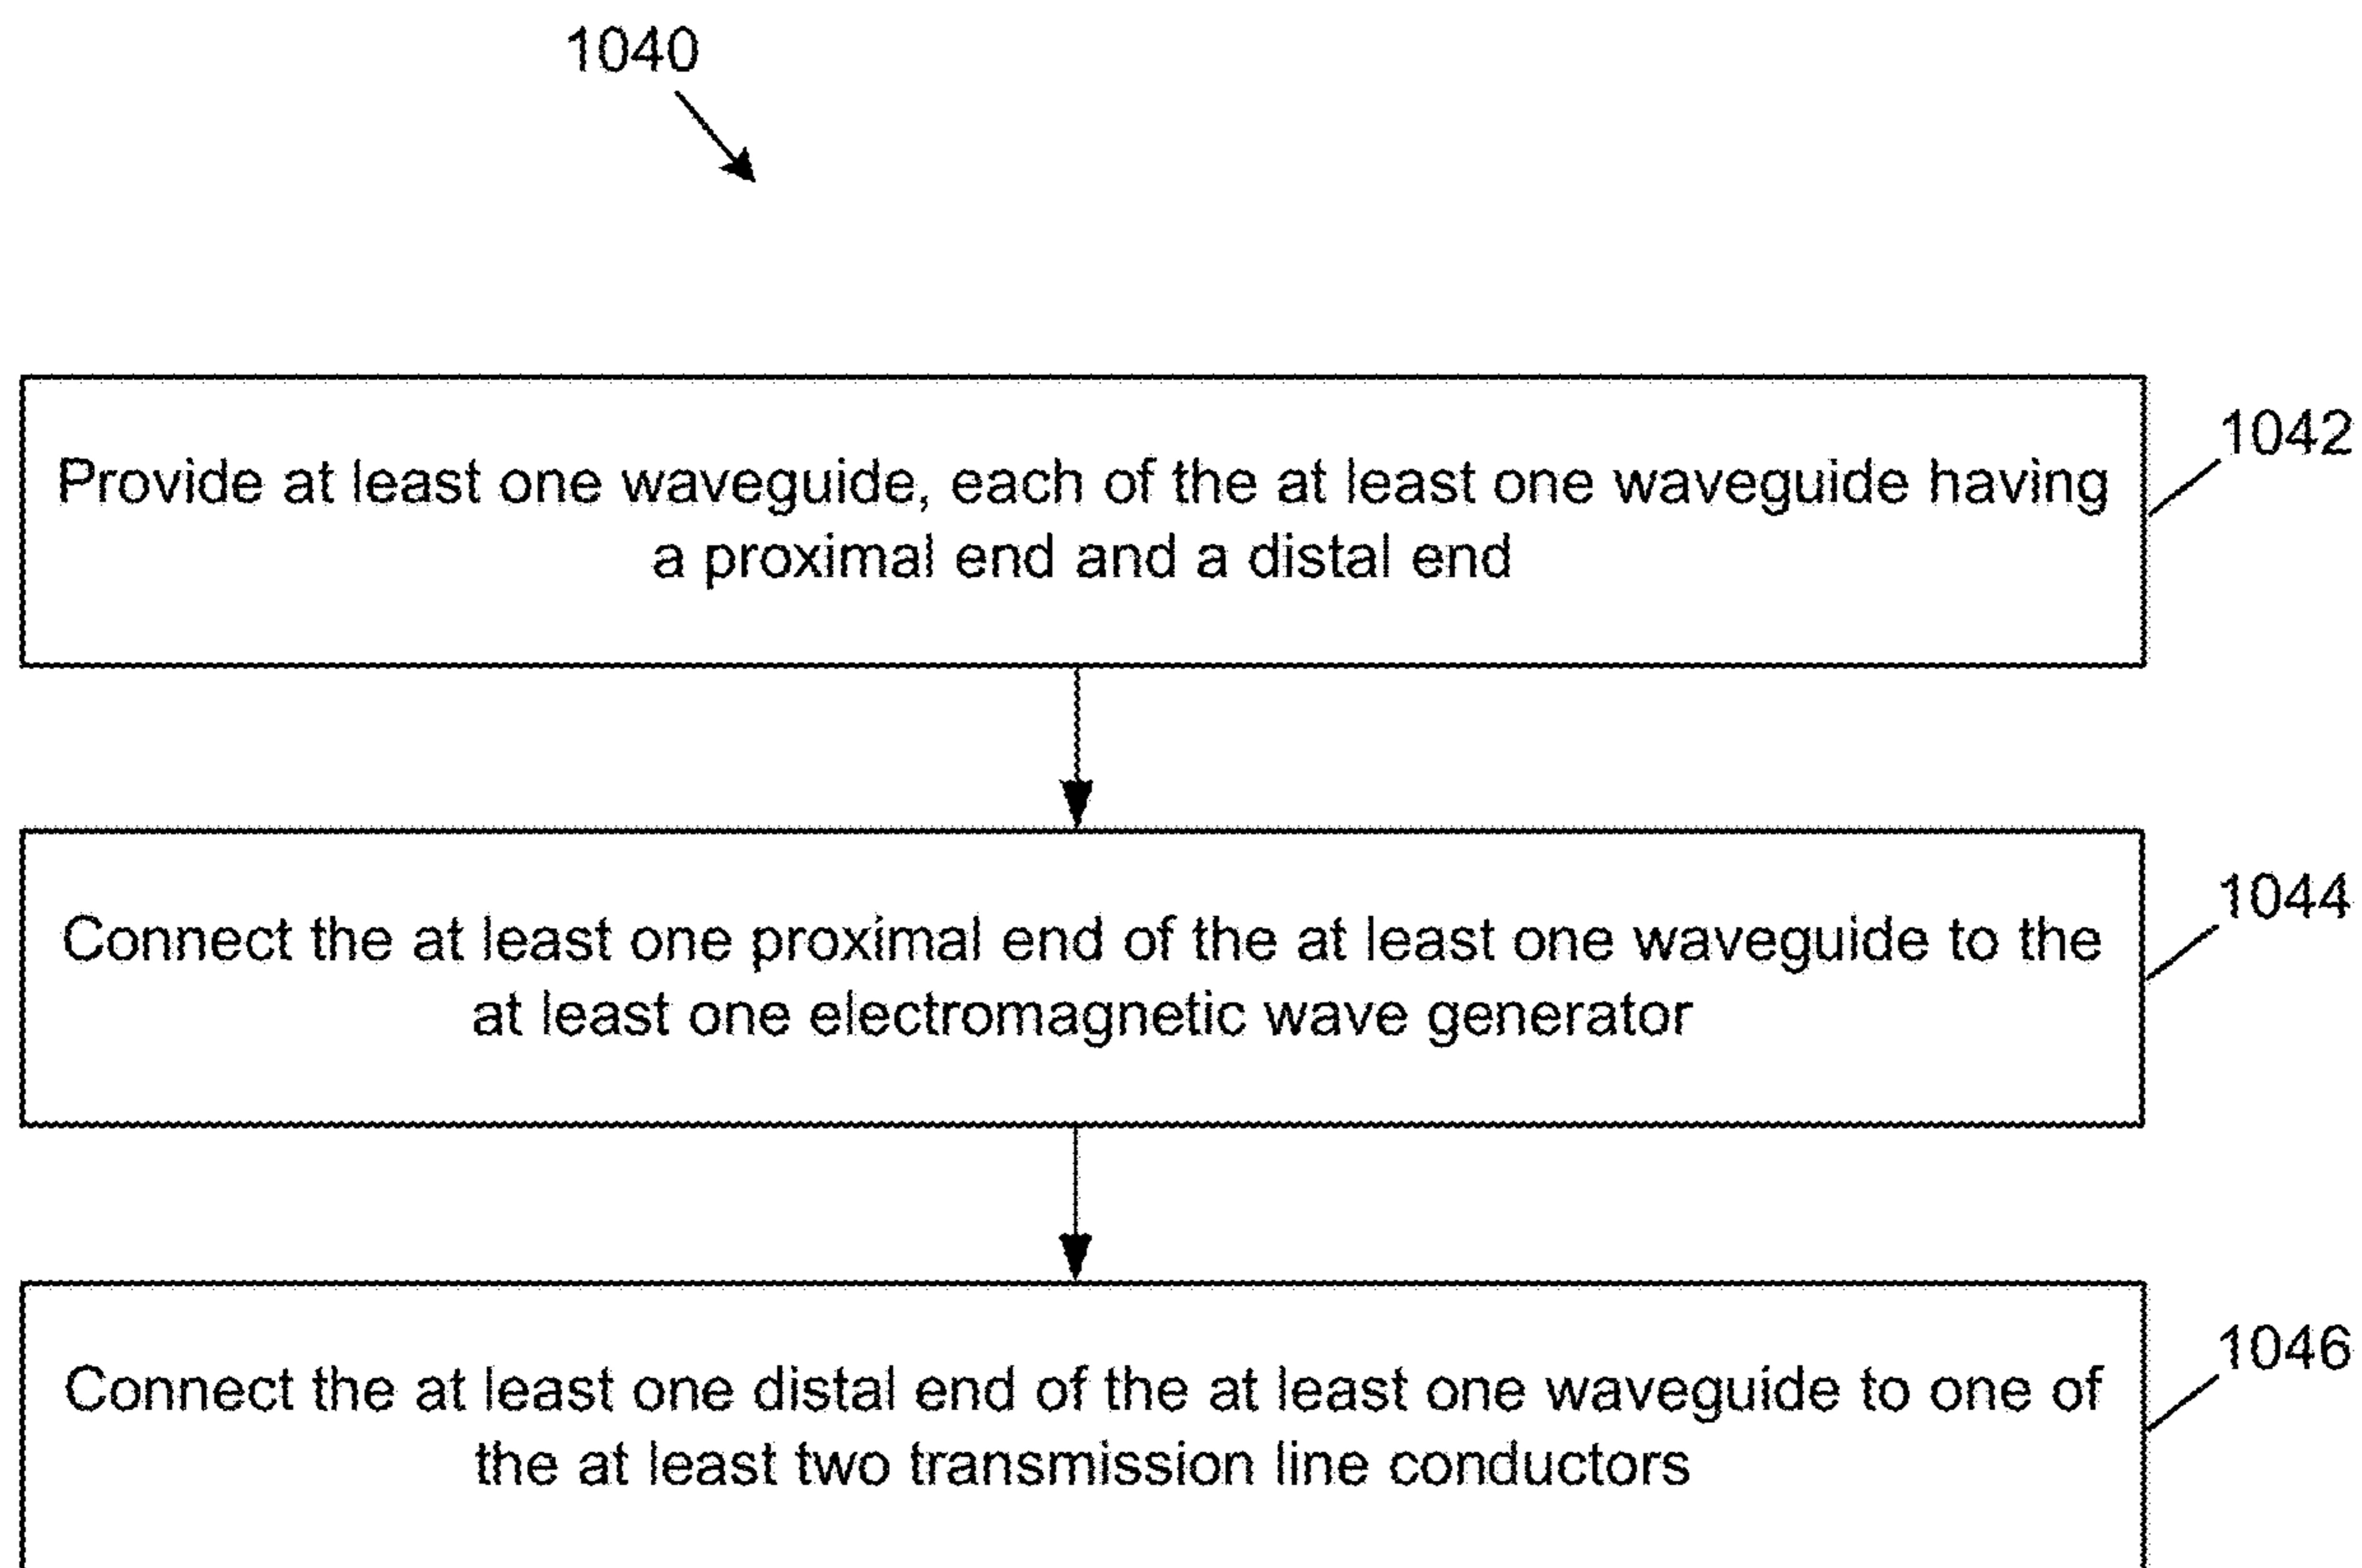 1040
Provide at least one waveguide, each of the at least one waveguide having
a proximal end and a distal end
1042
Connect the at least one proximal end of the at least one waveguide to the
at least one electromagnetic wave generator
1044
Connect the at least one distal end of the at least one waveguide to one of
the at least two transmission line conductors
1046